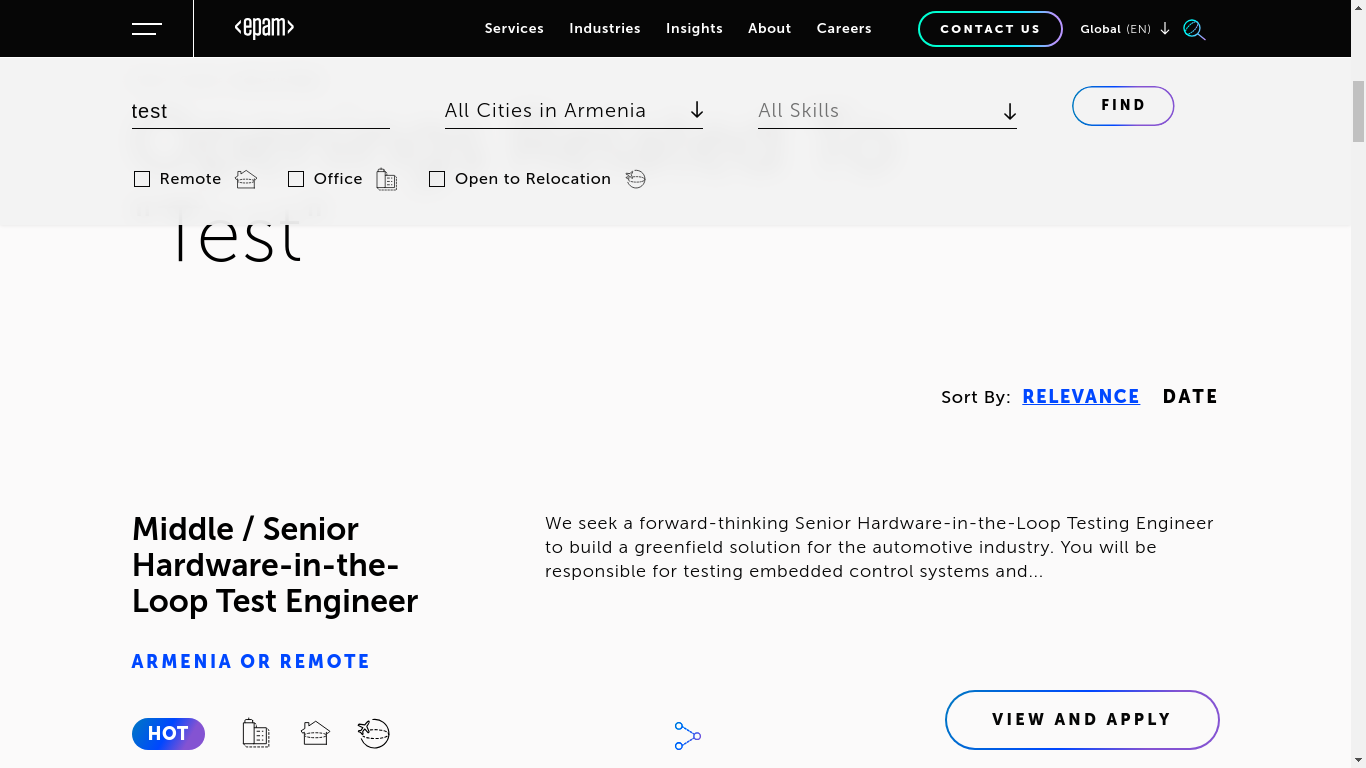 <epam>
Services Industries Insights About Careers
CONTACT US
Global (EN)
test
All Cities in Armenia
All Skills
FIND
Remote
Office
Open to Relocation
Test
Sort By: RELEVANCE DATE
Middle / Senior
Hardware-in-the-
Loop Test Engineer
We seek a forward-thinking Senior Hardware-in-the-Loop Testing Engineer
to build a greenfield solution for the automotive industry. You will be
responsible for testing embedded control systems and...
ARMENIA OR REMOTE
HOT
VIEW AND APPLY